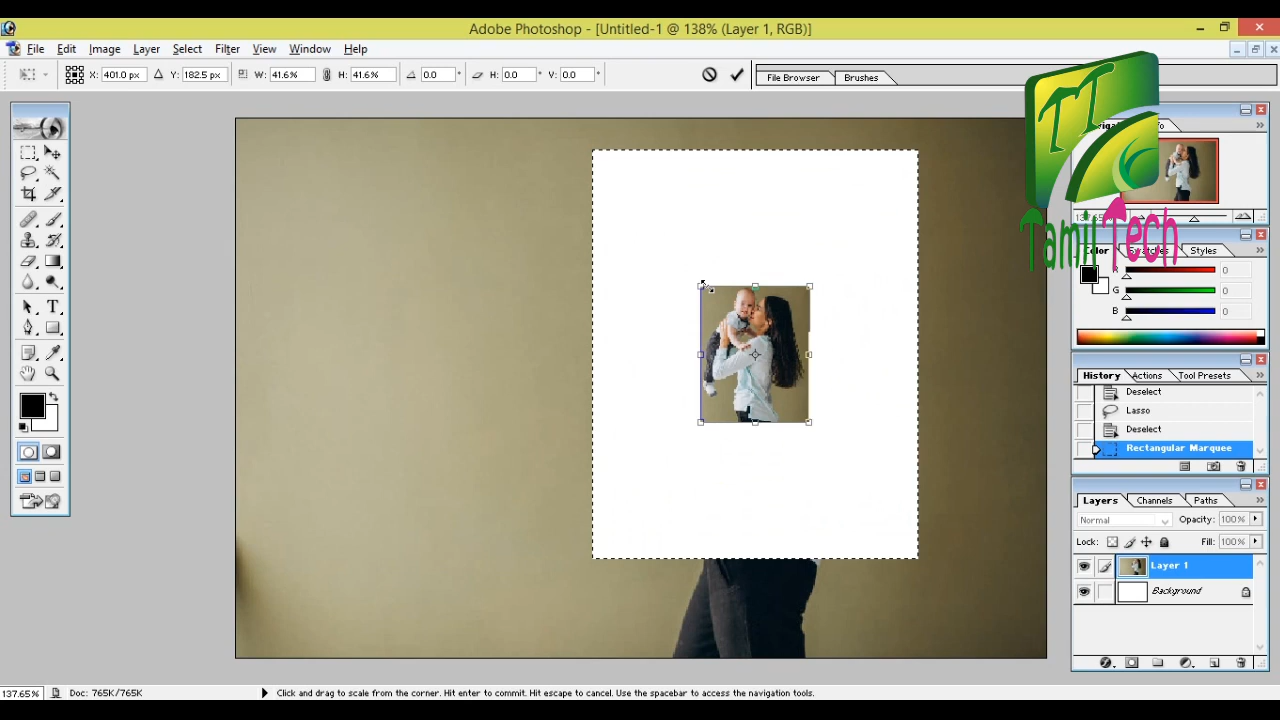 Adobe Photoshop - [Untitled-1 @ 138% (Layer 1, RGB)]
File Edit Image Layer Select Filter View Window Help
X: 401.0 px Y: 182.5 px W: 41.6% H: 41.6% 0.0 ° H: 0.0 ° V: 0.0 °
File Browser Brushes
TT
Tamil Tech
Color Swatches Styles
R 0
G 0
B 0
History Actions Tool Presets
Deselect
Lasso
Deselect
Rectangular Marquee
Layers Channels Paths
Normal Opacity: 100%
Lock: Fill: 100%
Layer 1
Background
137.65% Doc: 765K/765K Click and drag to scale from the corner. Hit enter to commit. Hit escape to cancel. Use the spacebar to access the navigation tools.